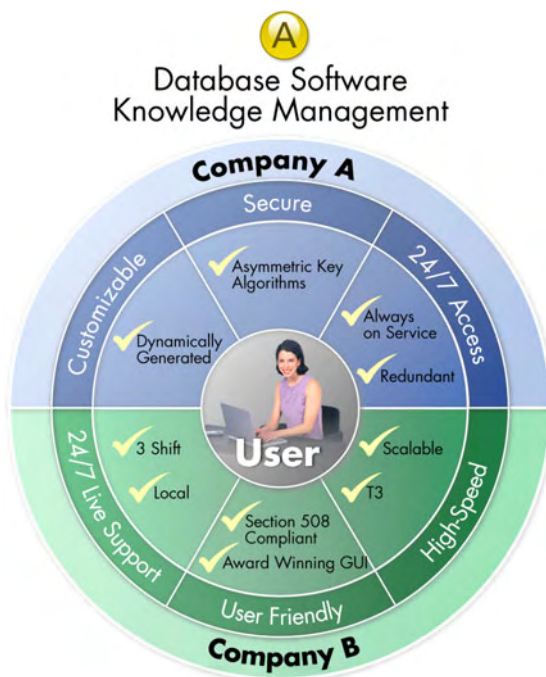 A
Database Software
Knowledge Management
Company A
Secure
Customizable
24/7 Access
Asymmetric Key
Algorithms
Always
on Service
Dynamically
Generated
Redundant
User
3 Shift
Scalable
Local
T3
Section 508
Compliant
Award Winning GUI
24/7 Live Support
High-Speed
User Friendly
Company B